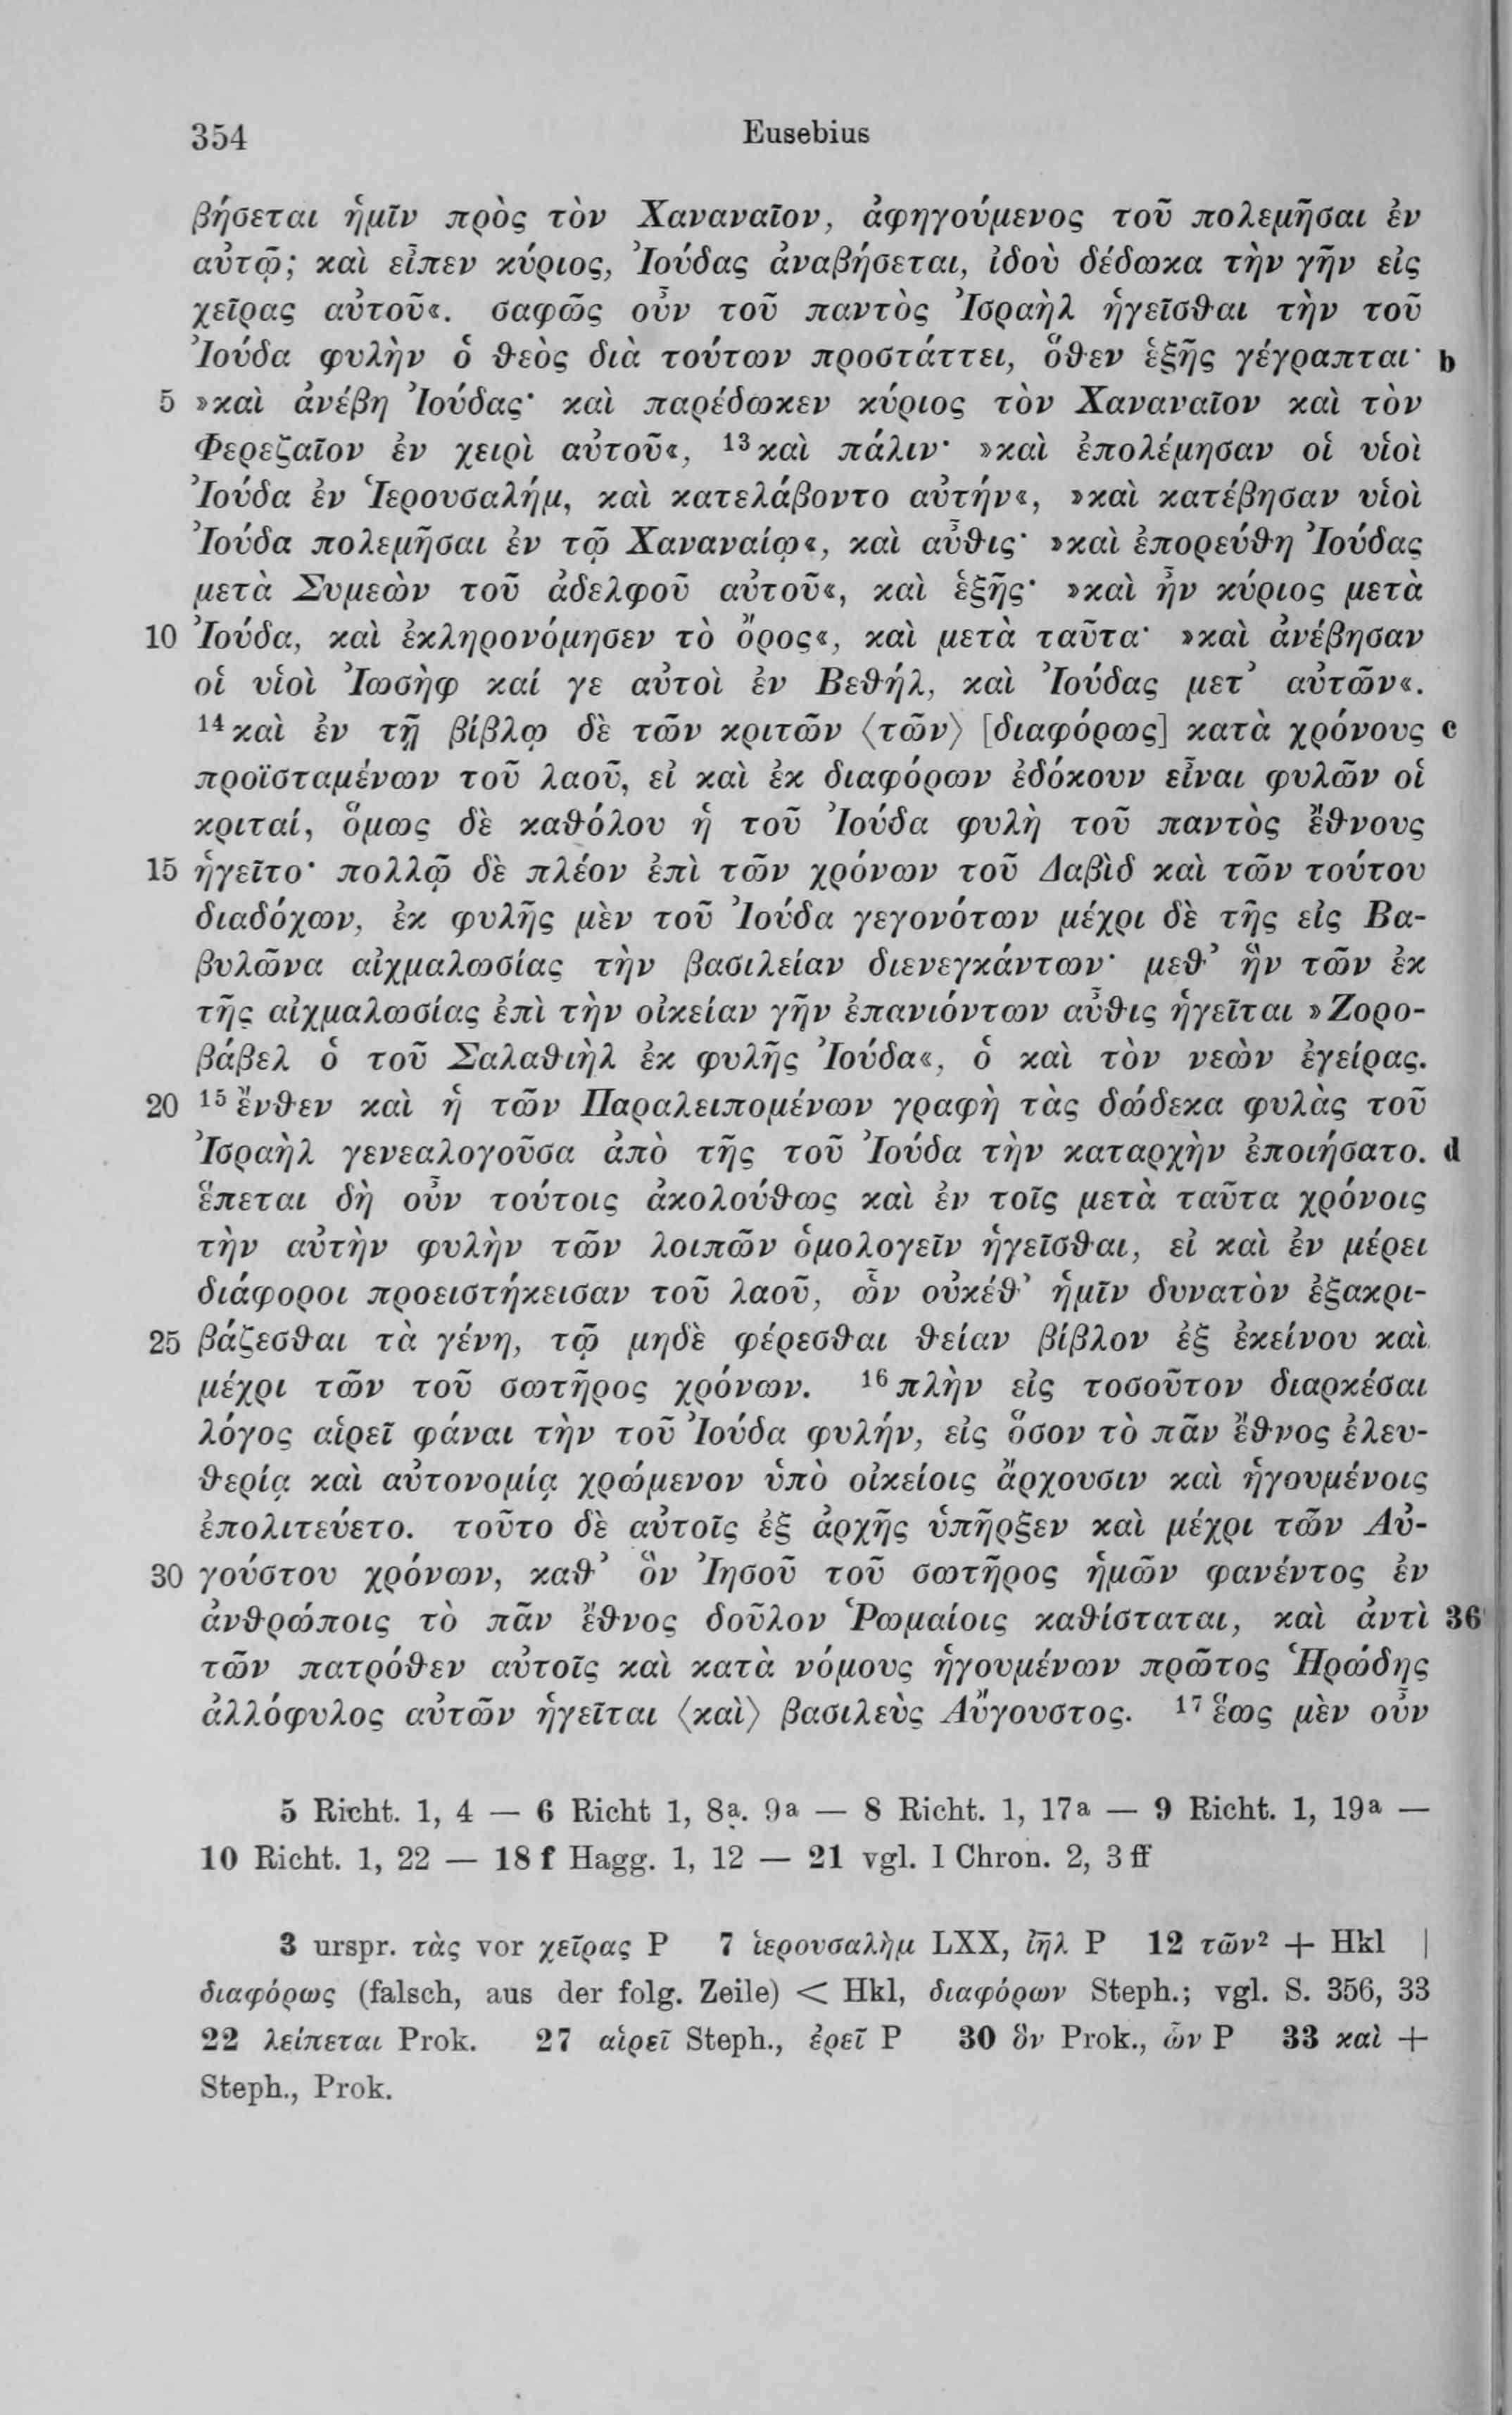 354 Eusebius
βήσεται ἡμῖν πρὸς τὸν Χαναναῖον, ἀφηγούμενος τοῦ πολεμῆσαι ἐν
αὐτῷ; καὶ εἶπεν κύριος, Ἰούδας ἀναβήσεται, ἰδοὺ δέδωκα τὴν γῆν εἰς
χεῖρας αὐτοῦ«. σαφῶς οὖν τοῦ παντὸς Ἰσραὴλ ἡγεῖσθαι τὴν τοῦ
Ἰούδα φυλὴν ὁ θεὸς διὰ τούτων προστάττει, ὅθεν ἑξῆς γέγραπται· b
5 »καὶ ἀνέβη Ἰούδας· καὶ παρέδωκεν κύριος τὸν Χαναναῖον καὶ τὸν
Φερεζαῖον ἐν χειρὶ αὐτοῦ«, ¹³ καὶ πάλιν· »καὶ ἐπολέμησαν οἱ υἱοὶ
Ἰούδα ἐν Ἱερουσαλήμ, καὶ κατελάβοντο αὐτήν«, »καὶ κατέβησαν υἱοὶ
Ἰούδα πολεμῆσαι ἐν τῷ Χαναναίῳ«, καὶ αὖθις· »καὶ ἐπορεύθη Ἰούδας
μετὰ Συμεὼν τοῦ ἀδελφοῦ αὐτοῦ«, καὶ ἑξῆς· »καὶ ἦν κύριος μετὰ
10 Ἰούδα, καὶ ἐκληρονόμησεν τὸ ὄρος«, καὶ μετὰ ταῦτα· »καὶ ἀνέβησαν
οἱ υἱοὶ Ἰωσὴφ καί γε αὐτοὶ ἐν Βεθήλ, καὶ Ἰούδας μετ’ αὐτῶν«.
¹⁴ καὶ ἐν τῇ βίβλῳ δὲ τῶν κριτῶν ⟨τῶν⟩ [διαφόρως] κατὰ χρόνους c
προϊσταμένων τοῦ λαοῦ, εἰ καὶ ἐκ διαφόρων ἐδόκουν εἶναι φυλῶν οἱ
κριταί, ὅμως δὲ καθόλου ἡ τοῦ Ἰούδα φυλὴ τοῦ παντὸς ἔθνους
15 ἡγεῖτο· πολλῷ δὲ πλέον ἐπὶ τῶν χρόνων τοῦ Δαβὶδ καὶ τῶν τούτου
διαδόχων, ἐκ φυλῆς μὲν τοῦ Ἰούδα γεγονότων μέχρι δὲ τῆς εἰς Βα-
βυλῶνα αἰχμαλωσίας τὴν βασιλείαν διενεγκάντων· μεθ’ ἣν τῶν ἐκ
τῆς αἰχμαλωσίας ἐπὶ τὴν οἰκείαν γῆν ἐπανιόντων αὖθις ἡγεῖται »Ζορο-
βάβελ ὁ τοῦ Σαλαθιὴλ ἐκ φυλῆς Ἰούδα«, ὁ καὶ τὸν νεὼν ἐγείρας.
20 ¹⁵ ἔνθεν καὶ ἡ τῶν Παραλειπομένων γραφὴ τὰς δώδεκα φυλὰς τοῦ
Ἰσραὴλ γενεαλογοῦσα ἀπὸ τῆς τοῦ Ἰούδα τὴν καταρχὴν ἐποιήσατο. d
ἕπεται δὴ οὖν τούτοις ἀκολούθως καὶ ἐν τοῖς μετὰ ταῦτα χρόνοις
τὴν αὐτὴν φυλὴν τῶν λοιπῶν ὁμολογεῖν ἡγεῖσθαι, εἰ καὶ ἐν μέρει
διάφοροι προειστήκεισαν τοῦ λαοῦ, ὧν οὐκέθ’ ἡμῖν δυνατὸν ἐξακρι-
25 βάζεσθαι τὰ γένη, τῷ μηδὲ φέρεσθαι θείαν βίβλον ἐξ ἐκείνου καὶ
μέχρι τῶν τοῦ σωτῆρος χρόνων. ¹⁶ πλὴν εἰς τοσοῦτον διαρκέσαι
λόγος αἱρεῖ φάναι τὴν τοῦ Ἰούδα φυλήν, εἰς ὅσον τὸ πᾶν ἔθνος ἐλευ-
θερίᾳ καὶ αὐτονομίᾳ χρώμενον ὑπὸ οἰκείοις ἄρχουσιν καὶ ἡγουμένοις
ἐπολιτεύετο. τοῦτο δὲ αὐτοῖς ἐξ ἀρχῆς ὑπῆρξεν καὶ μέχρι τῶν Αὐ-
30 γούστου χρόνων, καθ’ ὃν Ἰησοῦ τοῦ σωτῆρος ἡμῶν φανέντος ἐν
ἀνθρώποις τὸ πᾶν ἔθνος δοῦλον Ῥωμαίοις καθίσταται, καὶ ἀντὶ 36
τῶν πατρόθεν αὐτοῖς καὶ κατὰ νόμους ἡγουμένων πρῶτος Ἡρώδης
ἀλλόφυλος αὐτῶν ἡγεῖται ⟨καὶ⟩ βασιλεὺς Αὔγουστος. ¹⁷ ἕως μὲν οὖν
5 Richt. 1, 4 — 6 Richt 1, 8ᵃ. 9ᵃ — 8 Richt. 1, 17ᵃ — 9 Richt. 1, 19ᵃ —
10 Richt. 1, 22 — 18 f Hagg. 1, 12 — 21 vgl. I Chron. 2, 3 ff
3 urspr. τὰς vor χεῖρας P 7 ἱερουσαλὴμ LXX, ἰῆλ P 12 τῶν² + Hkl |
διαφόρως (falsch, aus der folg. Zeile) < Hkl, διαφόρων Steph.; vgl. S. 356, 33
22 λείπεται Prok. 27 αἱρεῖ Steph., ἐρεῖ P 30 ὃν Prok., ὧν P 33 καὶ +
Steph., Prok.